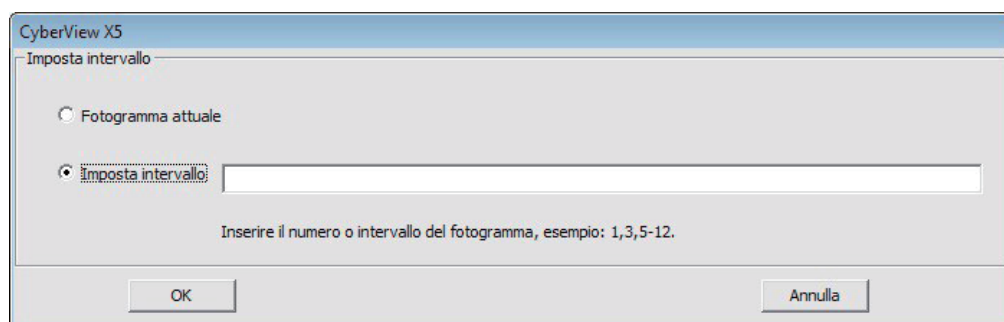 CyberView X5
Imposta intervallo
Fotogramma attuale
Imposta intervallo
Inserire il numero o intervallo del fotogramma, esempio: 1,3,5-12.
OK Annulla